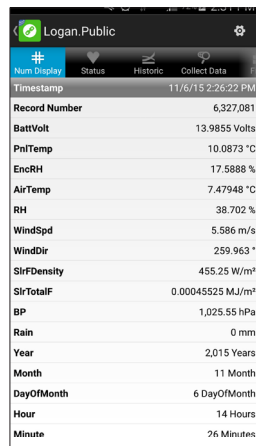 Logan.Public
Num Display Status Historic Collect Data
Timestamp 11/6/15 2:26:22 PM
Record Number 6,327,081
BattVolt 13.9855 Volts
PnlTemp 10.0873 °C
EncRH 17.5888 %
AirTemp 7.47948 °C
RH 38.702 %
WindSpd 5.586 m/s
WindDir 259.963 °
SlrFDensity 455.25 W/m²
SlrTotalF 0.00045525 MJ/m²
BP 1,025.55 hPa
Rain 0 mm
Year 2,015 Years
Month 11 Month
DayOfMonth 6 DayOfMonth
Hour 14 Hours
Minute 26 Minutes